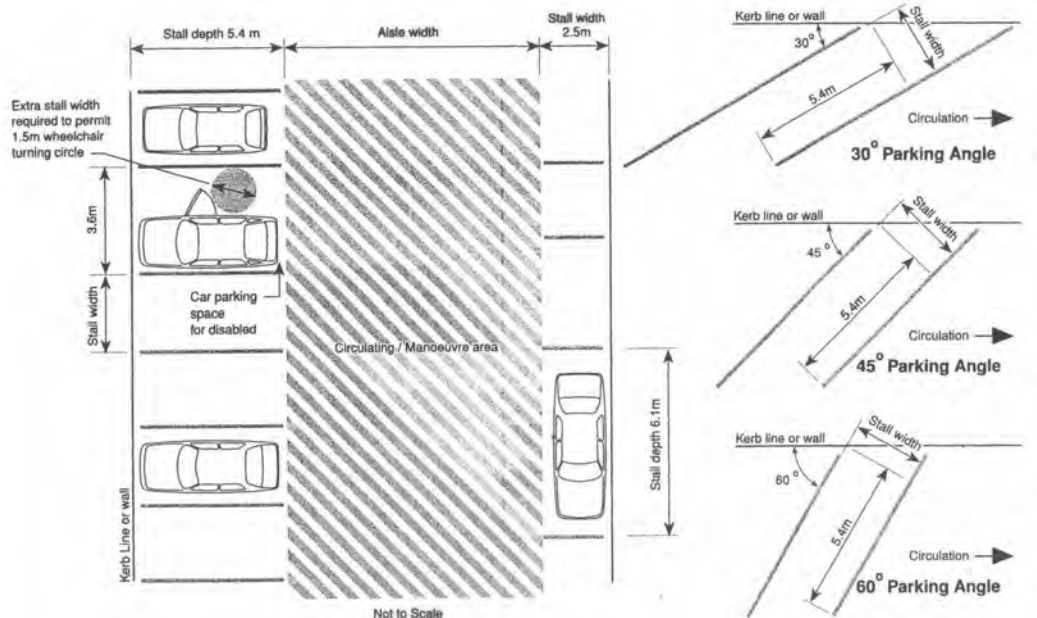 Stall depth 5.4 m
Aisle width
Stall width
2.5m
Extra stall width
required to permit
1.5m wheelchair
turning circle
3.6m
Stall width
Car parking
space
for disabled
Circulating / Manoeuvre area
Stall depth 6.1m
Kerb Line or wall
Not to Scale
Kerb line or wall
30°
Stall width
5.4m
Circulation
30° Parking Angle
Kerb line or wall
45°
Stall width
5.4m
Circulation
45° Parking Angle
Kerb line or wall
60°
Stall width
5.4m
Circulation
60° Parking Angle